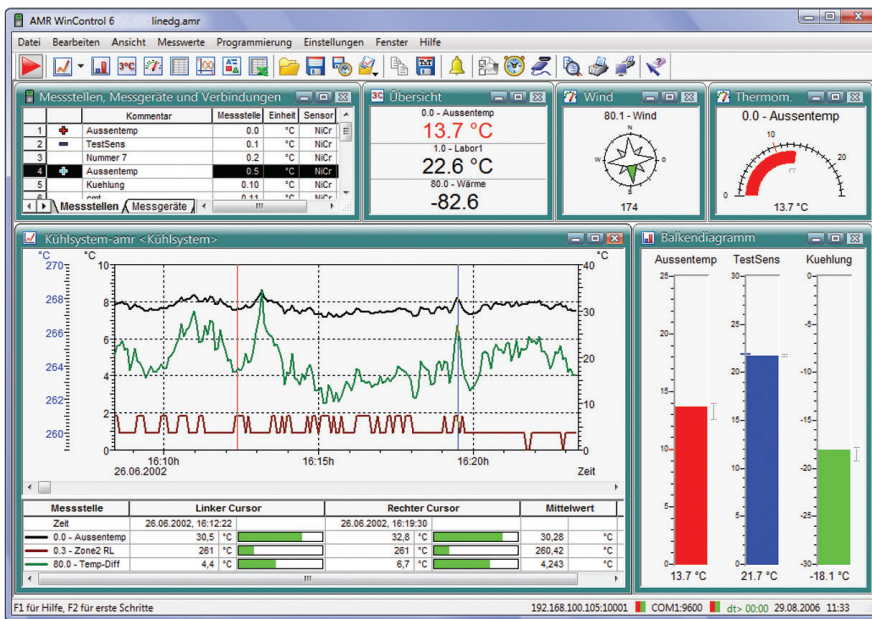 AMR WinControl 6 linedg.amr
Datei Bearbeiten Ansicht Messwerte Programmierung Einstellungen Fenster Hilfe
3°C
TXT
Messstellen, Messgeräte und Verbindungen
Kommentar Messstelle Einheit Sensor
1 Aussentemp 0.0 °C NiCr
2 TestSens 0.1 °C NiCr
3 Nummer 7 0.2 °C NiCr
4 Aussentemp 0.5 °C NiCr
5 Kuehlung 0.10 °C NiCr
6 0.11 °C NiCr
Messstellen Messgeräte
3°C Übersicht
0.0 - Aussentemp
13.7 °C
1.0 - Labor1
22.6 °C
80.0 - Wärme
-82.6
Wind
80.1 - Wind
N
W O
S
174
Thermom.
0.0 - Aussentemp
10
20
0
13.7 °C
Kühlsystem-amr <Kühlsystem>
°C °C °C
270 10 40
268 8 30
266 6
264 4 20
262 2 10
260 0 0
16:10h 16:15h 16:20h
26.06.2002 Zeit
Messstelle Linker Cursor Rechter Cursor Mittelwert
Zeit 26.06.2002, 16:12:22 26.06.2002, 16:19:30
0.0 - Aussentemp 30,5 °C 32,8 °C 30,28 °C
0.3 - Zone2 RL 261 °C 261 °C 260,42 °C
80.0 - Temp-Diff 4,4 °C 6,7 °C 4,243 °C
Balkendiagramm
Aussentemp TestSens Kuehlung
25 30 0
20 25 -5
15 20 -10
10 15 -15
5 10 -20
0 5 -25
0 -30
13.7 °C 21.7 °C -18.1 °C
F1 für Hilfe, F2 für erste Schritte 192.168.100.105:10001 COM1:9600 dt> 00:00 29.08.2006 11:33